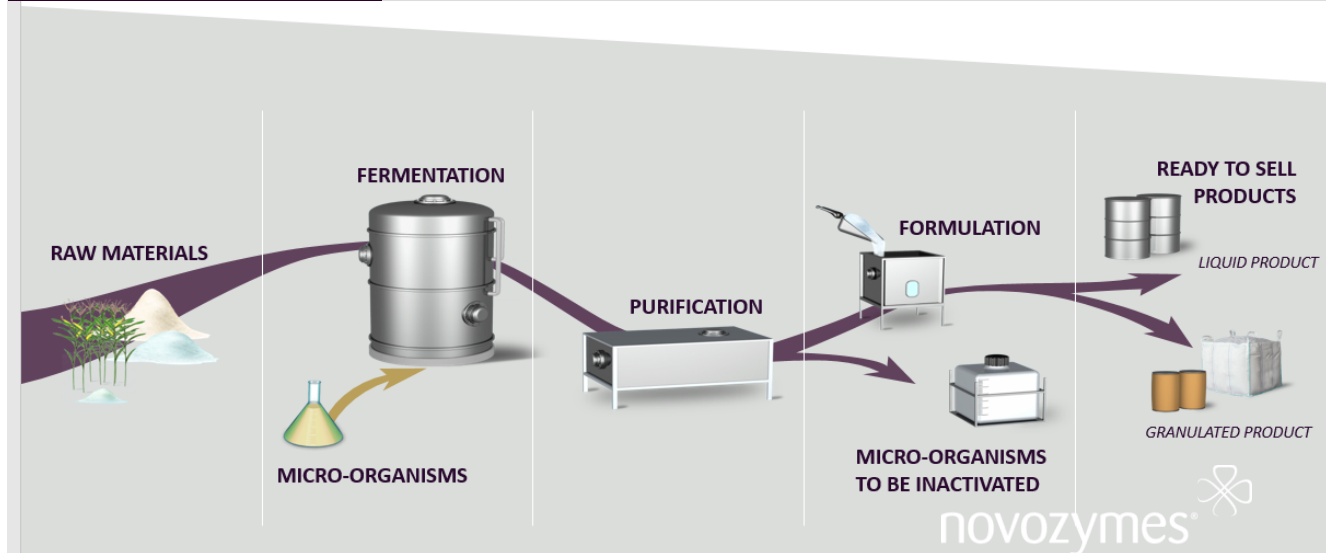 RAW MATERIALS
FERMENTATION
MICRO-ORGANISMS
PURIFICATION
FORMULATION
MICRO-ORGANISMS
TO BE INACTIVATED
READY TO SELL
PRODUCTS
LIQUID PRODUCT
GRANULATED PRODUCT
novozymes®